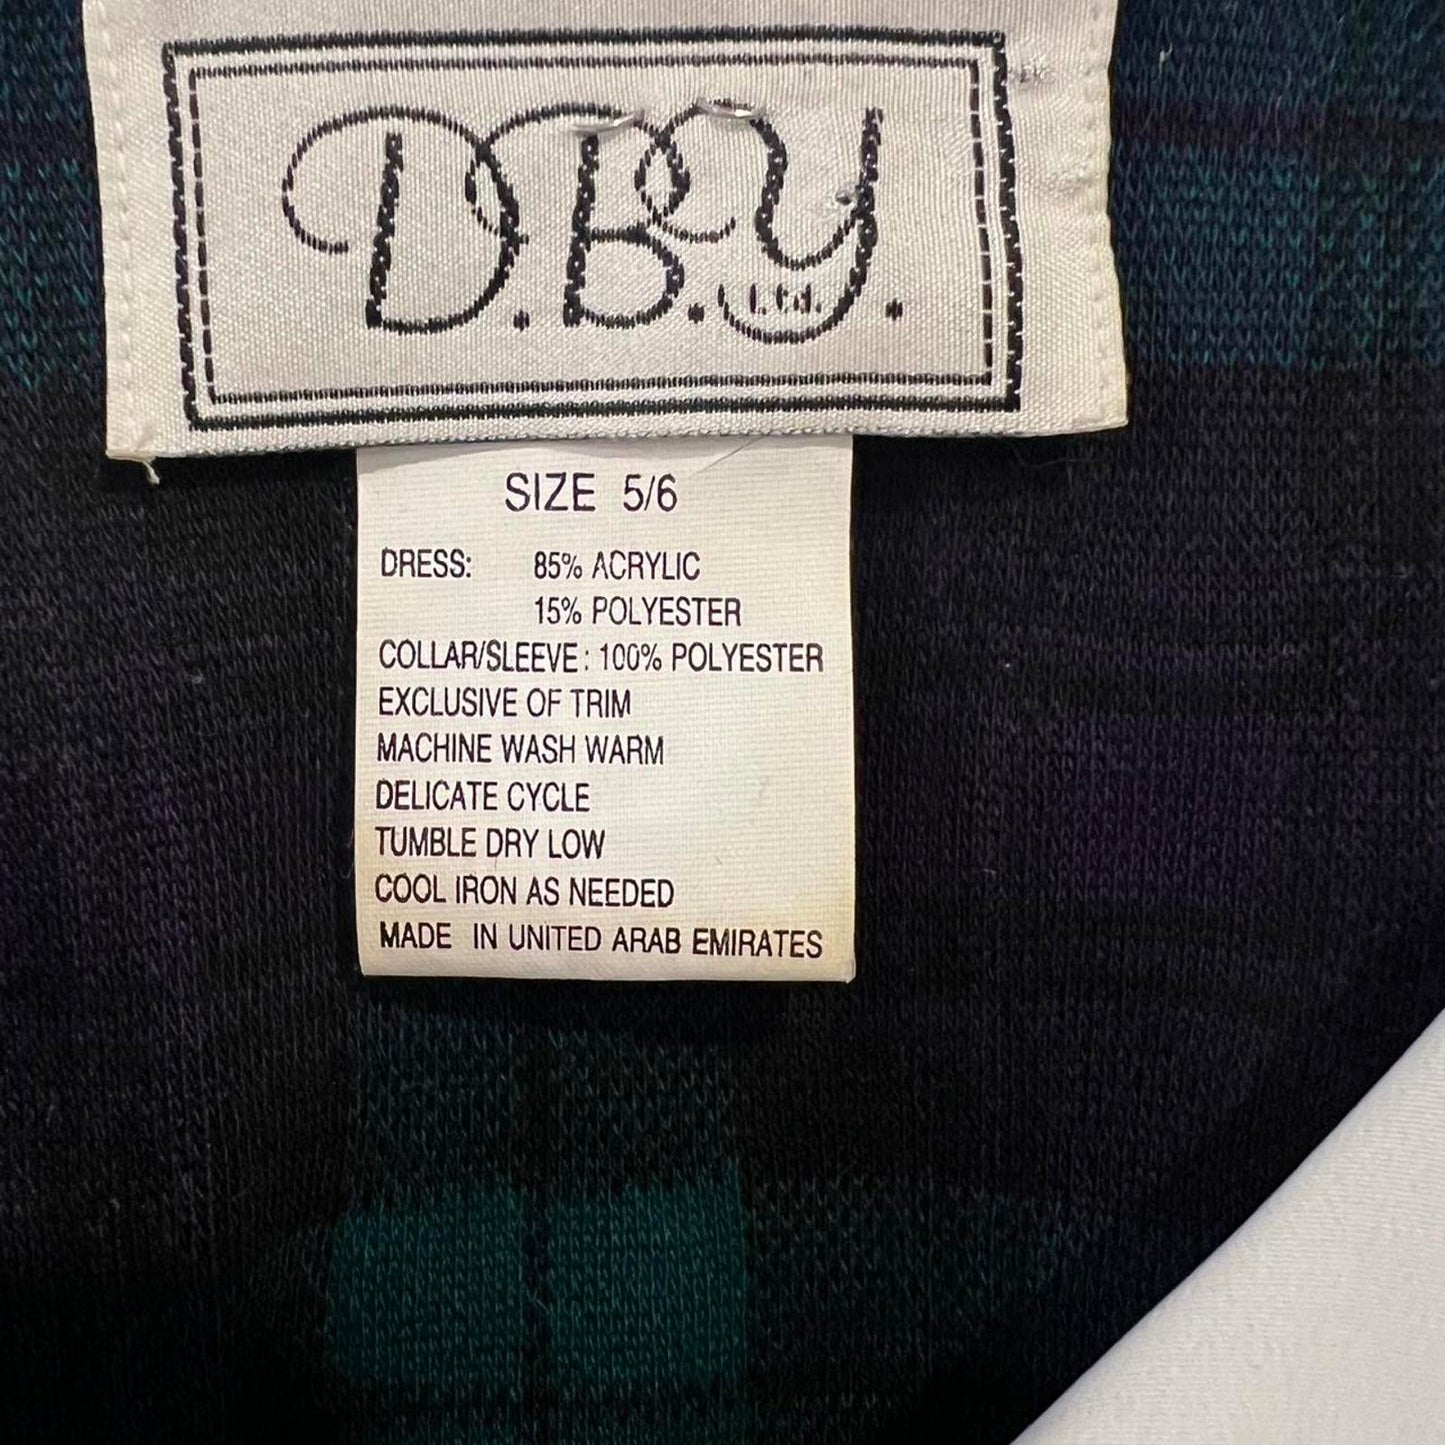 D.B.Y.
Ltd.
SIZE 5/6
DRESS: 85% ACRYLIC
15% POLYESTER
COLLAR/SLEEVE: 100% POLYESTER
EXCLUSIVE OF TRIM
MACHINE WASH WARM
DELICATE CYCLE
TUMBLE DRY LOW
COOL IRON AS NEEDED
MADE IN UNITED ARAB EMIRATES